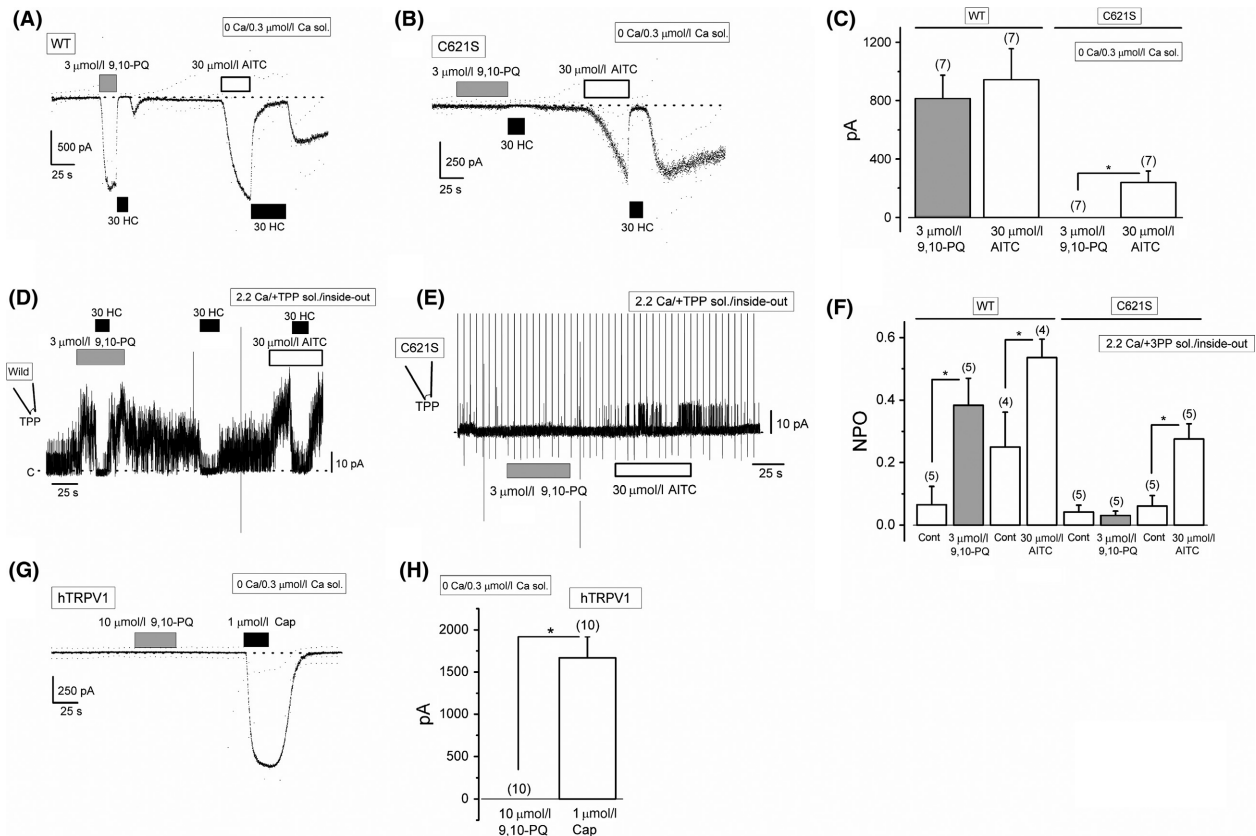 (A)
0 Ca/0.3 μmol/l Ca sol.
WT
3 μmol/l 9,10-PQ
30 μmol/l AITC
500 pA
25 s
30 HC
30 HC
(B)
0 Ca/0.3 μmol/l Ca sol.
C621S
3 μmol/l 9,10-PQ
30 μmol/l AITC
30 HC
250 pA
25 s
30 HC
(C)
WT
C621S
0 Ca/0.3 μmol/l Ca sol.
1200
800
400
0
pA
(7)
(7)
(7)
*
(7)
3 μmol/l
9,10-PQ
30 μmol/l
AITC
3 μmol/l
9,10-PQ
30 μmol/l
AITC
(D)
2.2 Ca/+TPP sol./inside-out
30 HC
30 HC
30 HC
3 μmol/l 9,10-PQ
30 μmol/l AITC
Wild
TPP
C
10 pA
25 s
(E)
2.2 Ca/+TPP sol./inside-out
C621S
TPP
10 pA
3 μmol/l 9,10-PQ
30 μmol/l AITC
25 s
(F)
WT
C621S
2.2 Ca/+3PP sol./inside-out
0.6
0.4
0.2
0.0
NPO
(5)
*
(5)
(4)
*
(4)
(5)
(5)
(5)
*
(5)
Cont
3 μmol/l
9,10-PQ
Cont
30 μmol/l
AITC
Cont
3 μmol/l
9,10-PQ
Cont
30 μmol/l
AITC
(G)
0 Ca/0.3 μmol/l Ca sol.
hTRPV1
10 μmol/l 9,10-PQ
1 μmol/l Cap
250 pA
25 s
(H)
0 Ca/0.3 μmol/l Ca sol.
hTRPV1
2000
1750
1500
1250
1000
750
500
250
0
pA
*
(10)
(10)
10 μmol/l
9,10-PQ
1 μmol/l
Cap